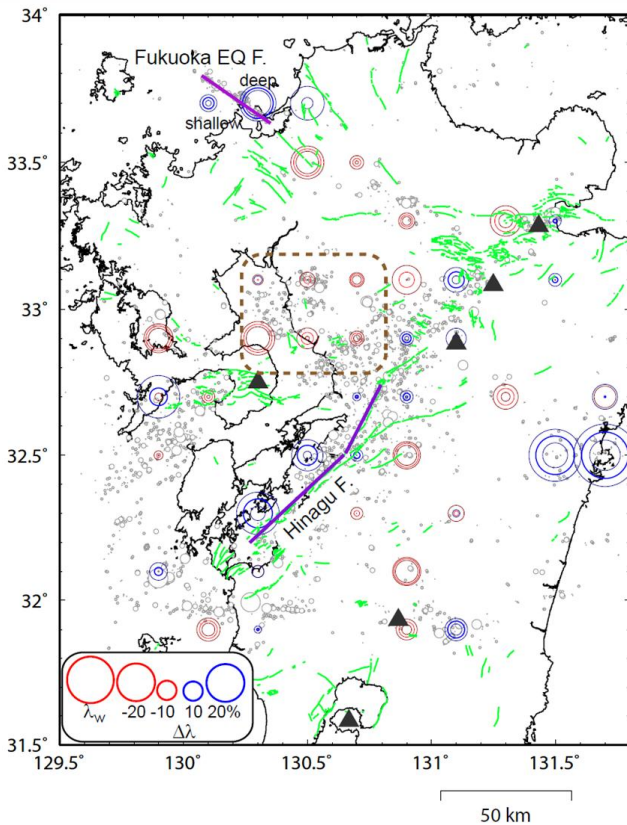 34°
Fukuoka EQ F.
deep
shallow
33.5°
33°
32.5°
Hinagu F.
32°
λw -20 -10 10 20%
Δλ
31.5°
129.5° 130° 130.5° 131° 131.5°
50 km